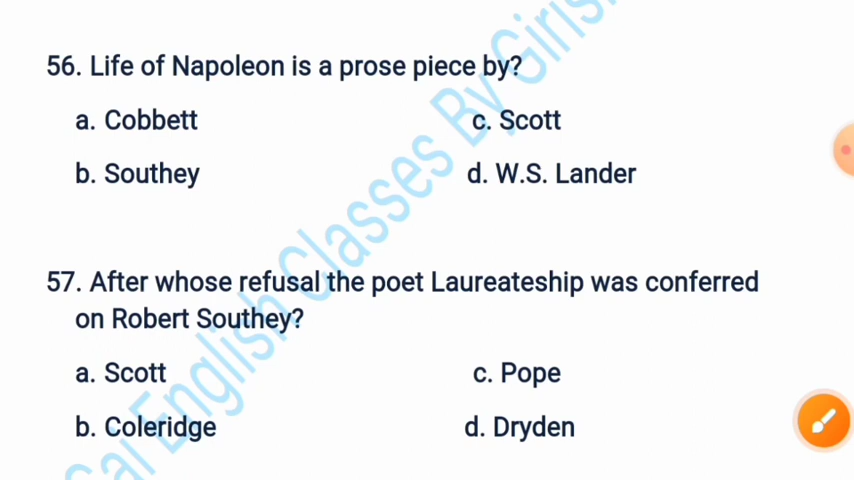 56. Life of Napoleon is a prose piece by?
a. Cobbett
c. Scott
b. Southey
d. W.S. Lander
57. After whose refusal the poet Laureateship was conferred
on Robert Southey?
a. Scott
c. Pope
b. Coleridge
d. Dryden
English Classes By